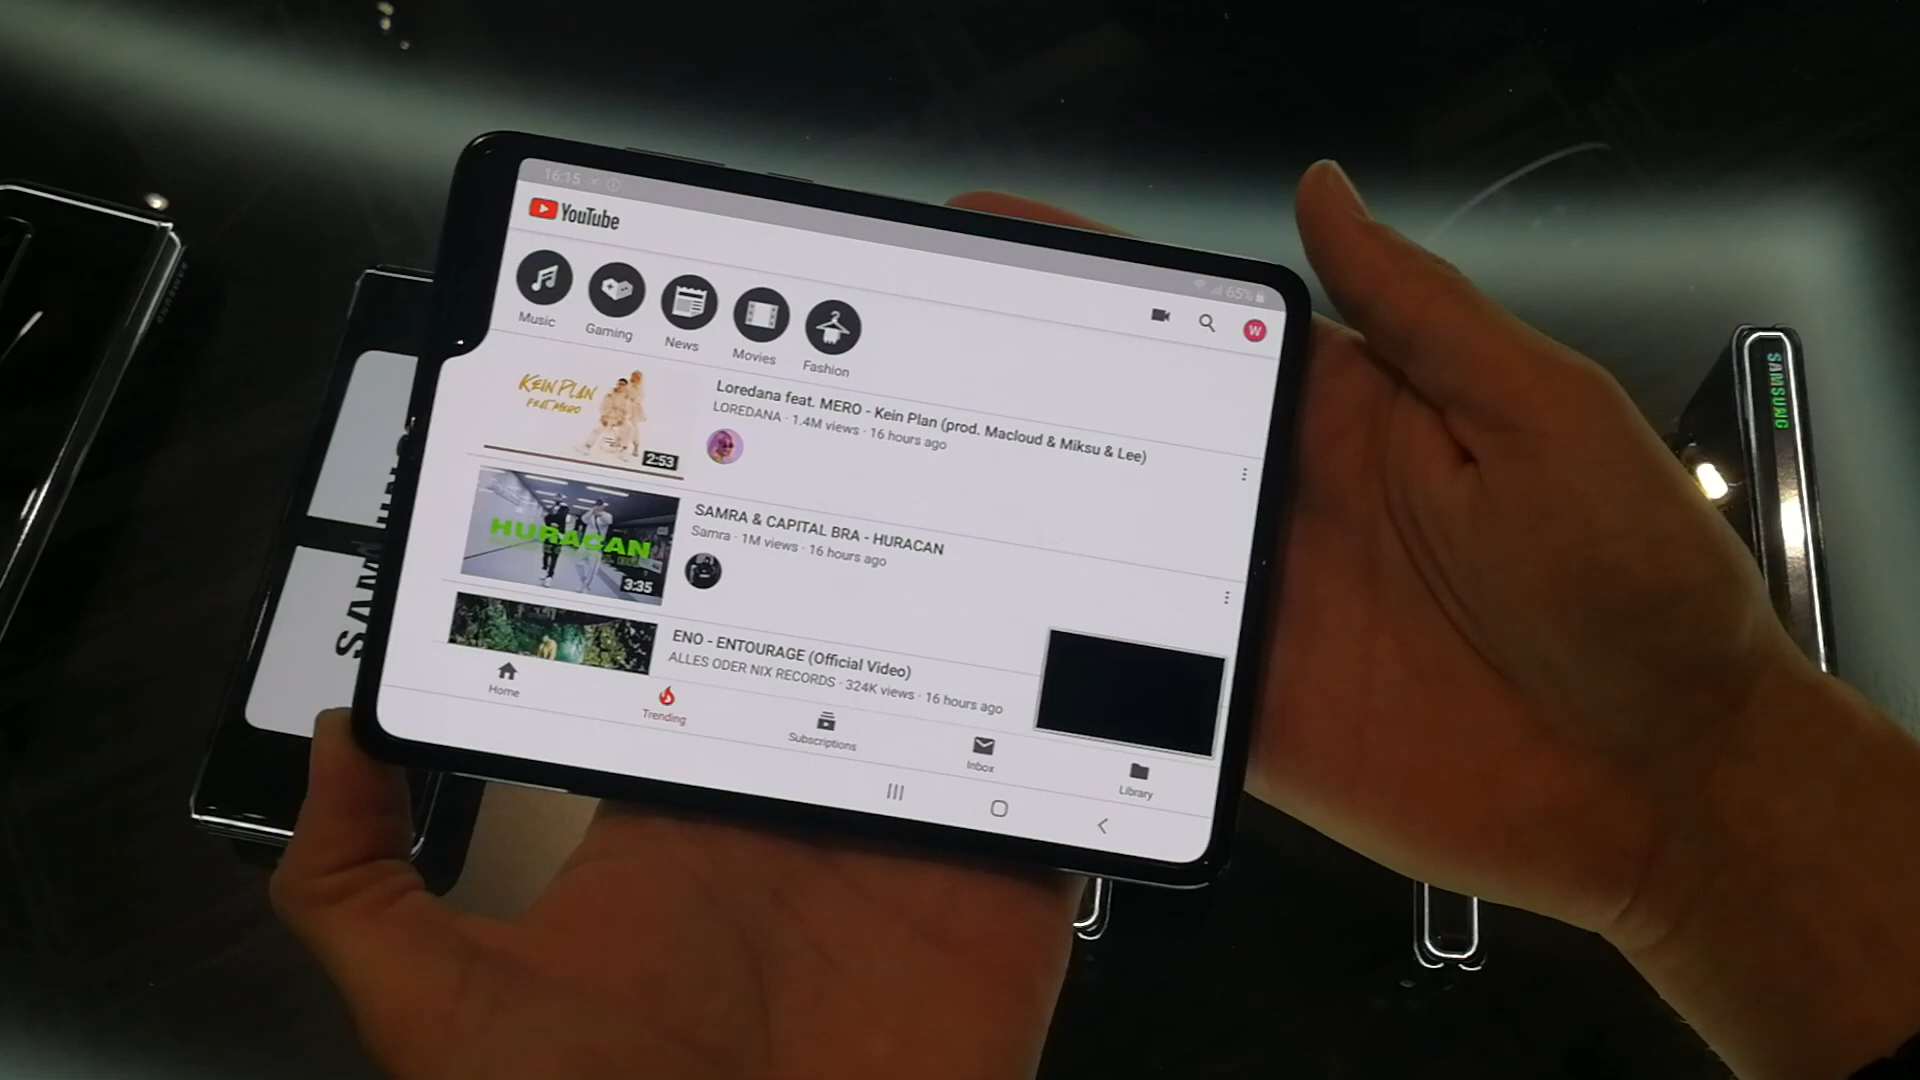 16:15
65%
YouTube
W
Music
Gaming
News
Movies
Fashion
KEIN PLAN
FEAT. MERO
2:53
Loredana feat. MERO - Kein Plan (prod. Macloud & Miksu & Lee)
LOREDANA · 1.4M views · 16 hours ago
HURACAN
3:35
SAMRA & CAPITAL BRA - HURACAN
Samra · 1M views · 16 hours ago
ENO - ENTOURAGE (Official Video)
ALLES ODER NIX RECORDS · 324K views · 16 hours ago
Home
Trending
Subscriptions
Inbox
Library
SAMSUNG
SAMSUNG